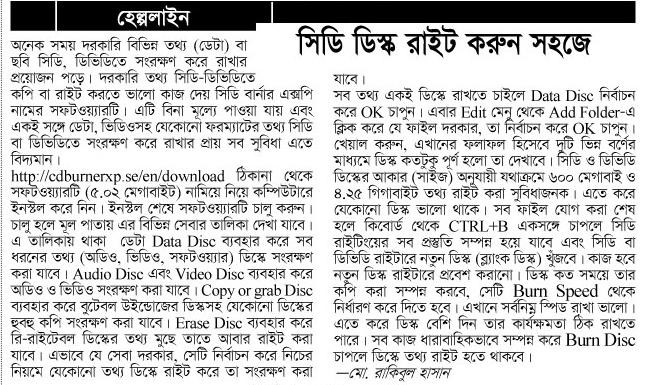 হেল্পলাইন
সিডি ডিস্ক রাইট করুন সহজে
অনেক সময় দরকারি বিভিন্ন তথ্য (ডেটা) বা
ছবি সিডি, ডিভিডিতে সংরক্ষণ করে রাখার
প্রয়োজন পড়ে। দরকারি তথ্য সিডি-ডিভিডিতে
কপি বা রাইট করতে ভালো কাজ দেয় সিডি বার্নার এক্সপি
নামের সফটওয়্যারটি। এটি বিনা মূল্যে পাওয়া যায় এবং
একই সঙ্গে ডেটা, ভিডিওসহ যেকোনো ফরম্যাটের তথ্য সিডি
বা ডিভিডিতে সংরক্ষণ করে রাখার প্রায় সব সুবিধা এতে
বিদ্যমান।
http://cdburnerxp.se/en/download ঠিকানা থেকে
সফটওয়্যারটি (৫.০২ মেগাবাইট) নামিয়ে নিয়ে কম্পিউটারে
ইনস্টল করে নিন। ইনস্টল শেষে সফটওয়্যারটি চালু করুন।
চালু হলে মূল পাতায় এর বিভিন্ন সেবার তালিকা দেখা যাবে।
এ তালিকায় থাকা ডেটা Data Disc ব্যবহার করে সব
ধরনের তথ্য (অডিও, ভিডিও, সফটওয়্যার) ডিস্কে সংরক্ষণ
করা যাবে। Audio Disc এবং Video Disc ব্যবহার করে
অডিও ও ভিডিও সংরক্ষণ করা যাবে। Copy or grab Disc
ব্যবহার করে বুটেবল উইন্ডোজের ডিস্কসহ যেকোনো ডিস্কের
হুবহু কপি সংরক্ষণ করা যাবে। Erase Disc ব্যবহার করে
রি-রাইটেবল ডিস্কের তথ্য মুছে তাতে আবার রাইট করা
যাবে। এভাবে যে সেবা দরকার, সেটি নির্বাচন করে নিচের
নিয়মে যেকোনো তথ্য ডিস্কে রাইট করে তা সংরক্ষণ করা
যাবে।
সব তথ্য একই ডিস্কে রাখতে চাইলে Data Disc নির্বাচন
করে OK চাপুন। এবার Edit মেনু থেকে Add Folder-এ
ক্লিক করে যে ফাইল দরকার, তা নির্বাচন করে OK চাপুন।
খেয়াল করুন, এখানের ফলাফল হিসেবে দুটি ভিন্ন বর্ণের
মাধ্যমে ডিস্ক কতটুকু পূর্ণ হলো তা দেখাবে। সিডি ও ডিভিডি
ডিস্কের আকার (সাইজ) অনুযায়ী যথাক্রমে ৬০০ মেগাবাইট ও
৪.২৫ গিগাবাইট তথ্য রাইট করা সুবিধাজনক। এতে করে
যেকোনো ডিস্ক ভালো থাকে। সব ফাইল যোগ করা শেষ
হলে কিবোর্ড থেকে CTRL+B একসঙ্গে চাপলে সিডি
রাইটিংয়ের সব প্রস্তুতি সম্পন্ন হয়ে যাবে এবং সিডি বা
ডিভিডি রাইটারে নতুন ডিস্ক (ব্ল্যাংক ডিস্ক) খুঁজবে। কাজ হবে
নতুন ডিস্ক রাইটারে প্রবেশ করানো। ডিস্ক কত সময়ে তার
কপি করা সম্পন্ন করবে, সেটি Burn Speed থেকে
নির্ধারণ করে দিতে হবে। এখানে সর্বনিম্ন স্পিড রাখা ভালো।
এতে করে ডিস্ক বেশি দিন তার কার্যক্ষমতা ঠিক রাখতে
পারে। সব কাজ ধারাবাহিকভাবে সম্পন্ন করে Burn Disc
চাপলে ডিস্কে তথ্য রাইট হতে থাকবে।
—মো. রাকিবুল হাসান